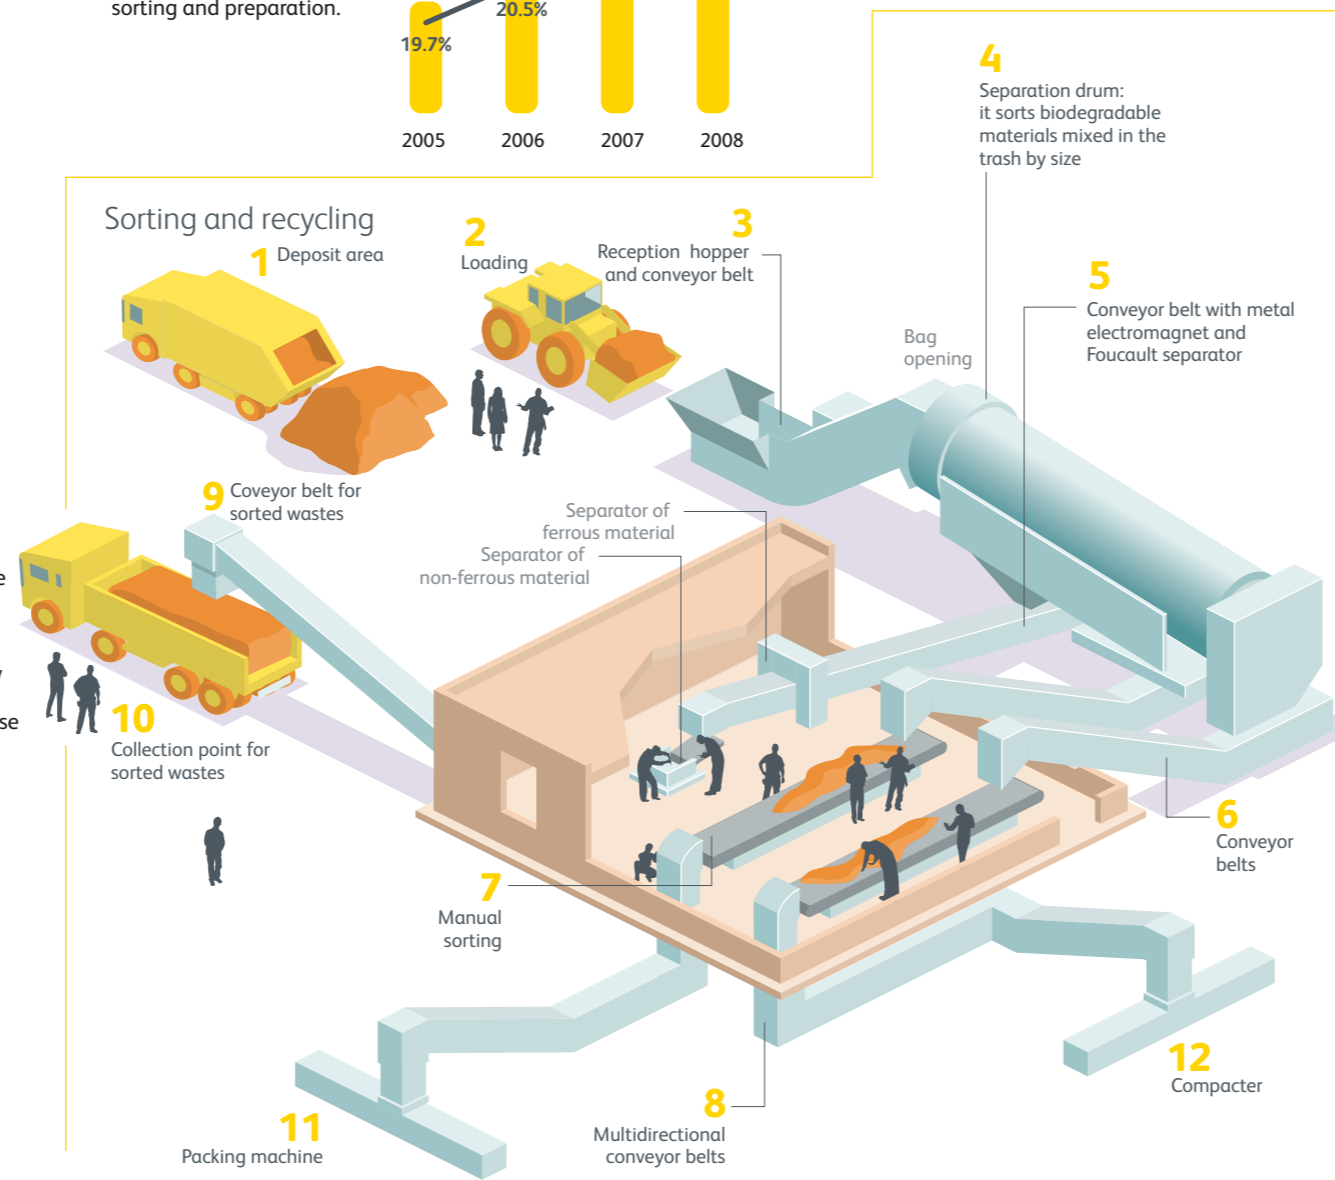 sorting and preparation.
19.7%
20.5%
2005
2006
2007
2008
Sorting and recycling
1
Deposit area
2
Loading
3
Reception hopper
and conveyor belt
4
Separation drum:
it sorts biodegradable
materials mixed in the
trash by size
Bag
opening
5
Conveyor belt with metal
electromagnet and
Foucault separator
9
Coveyor belt for
sorted wastes
Separator of
ferrous material
Separator of
non-ferrous material
e
se
10
Collection point for
sorted wastes
6
Conveyor
belts
7
Manual
sorting
8
Multidirectional
conveyor belts
11
Packing machine
12
Compacter